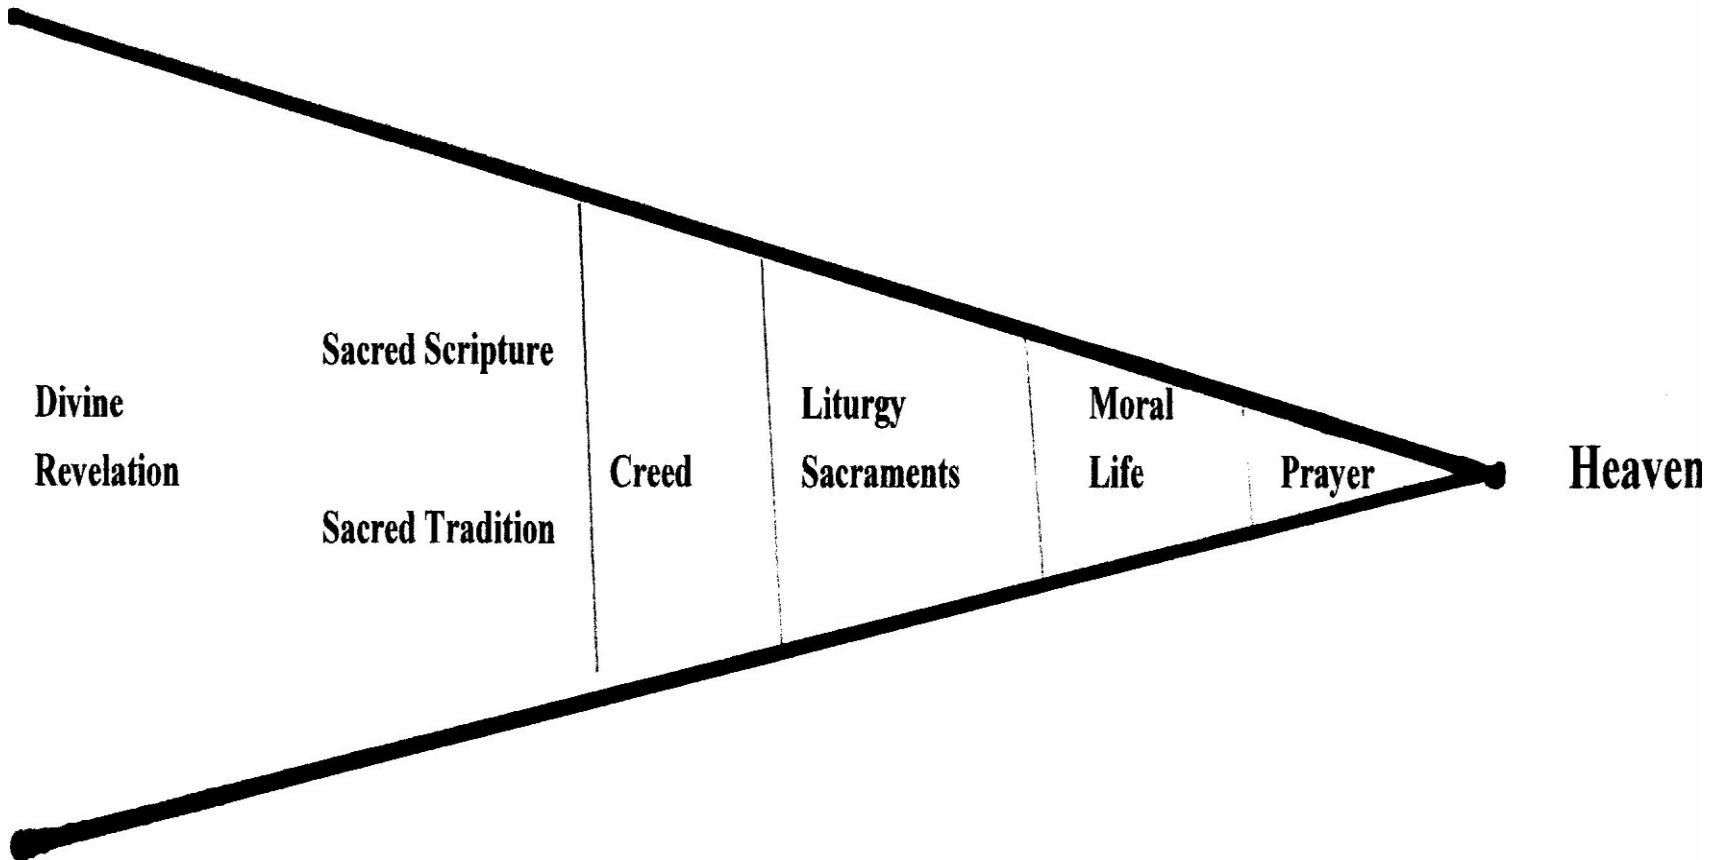 Divine
Revelation
Sacred Scripture
Sacred Tradition
Creed
Liturgy
Sacraments
Moral
Life
Prayer
Heaven